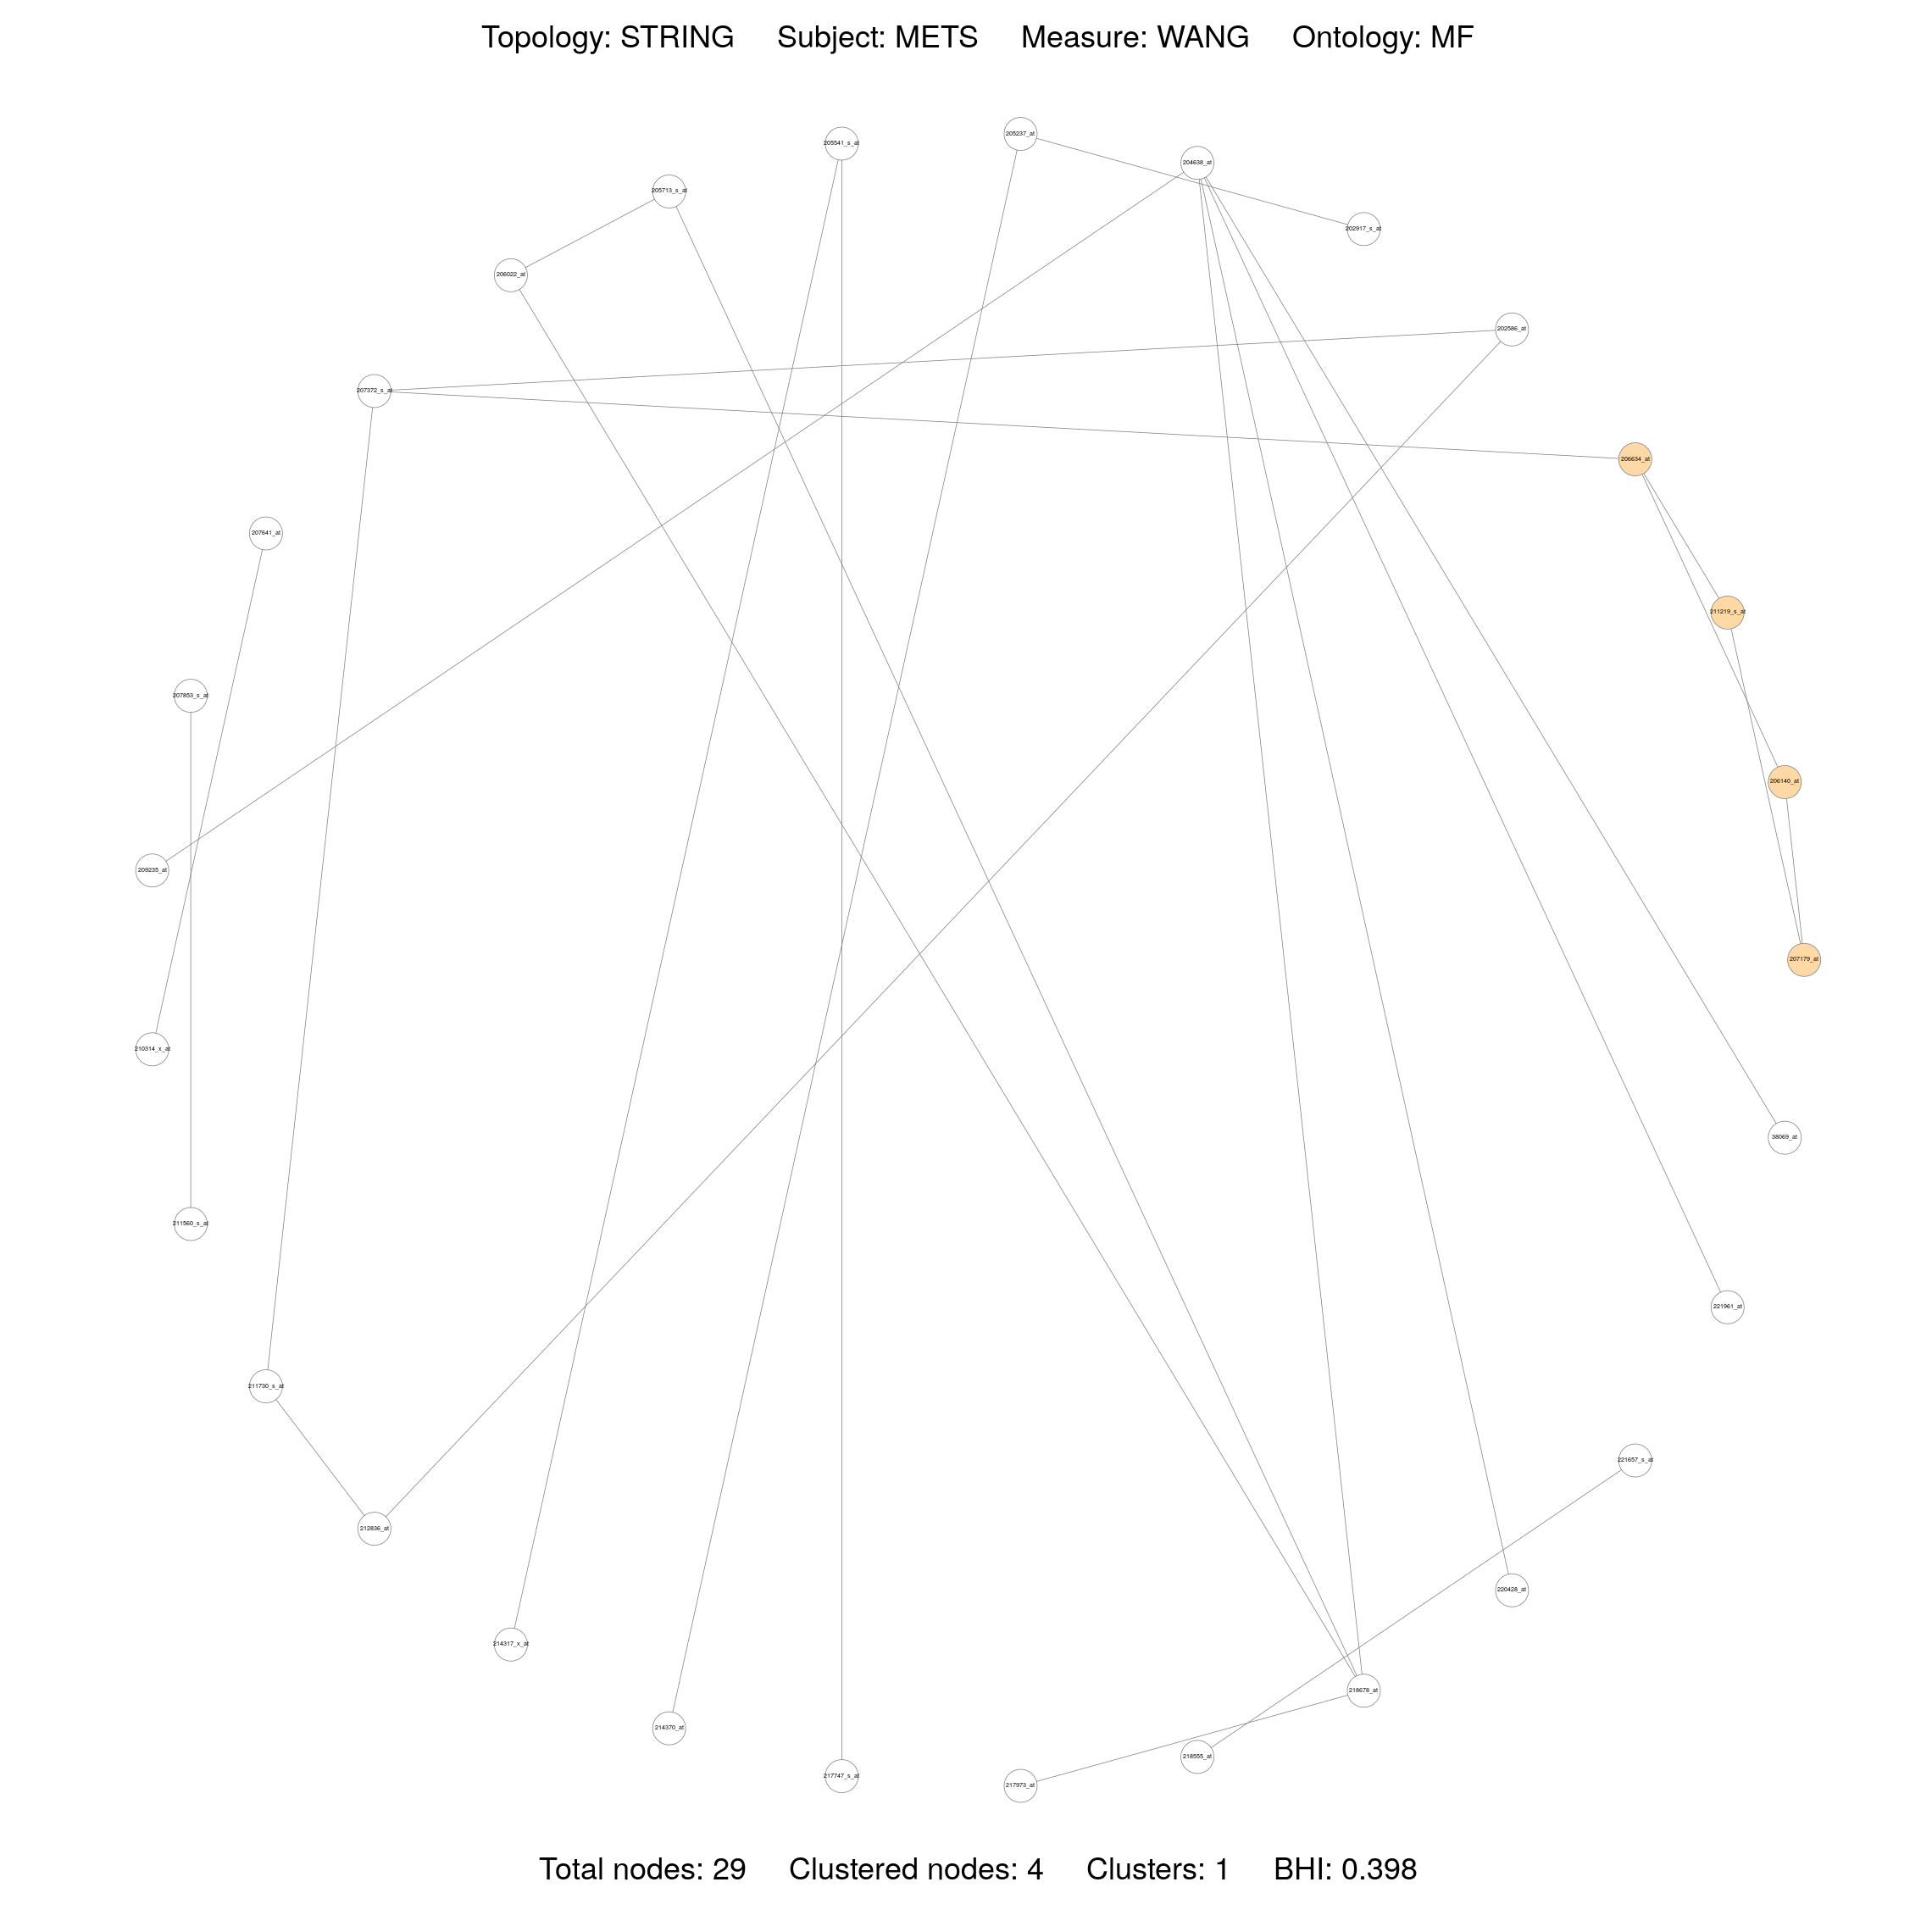 Topology: STRING Subject: METS Measure: WANG Ontology: MF
205237_at
205541_s_at
204638_at
205713_s_at
202917_s_at
206022_at
202586_at
207372_s_at
206634_at
207641_at
211219_s_at
207853_s_at
206140_at
209235_at
207179_at
210314_x_at
38069_at
211560_s_at
221961_at
211730_s_at
221657_s_at
212836_at
220428_at
214317_x_at
218678_at
214370_at
218555_at
217747_s_at
217973_at
Total nodes: 29 Clustered nodes: 4 Clusters: 1 BHI: 0.398